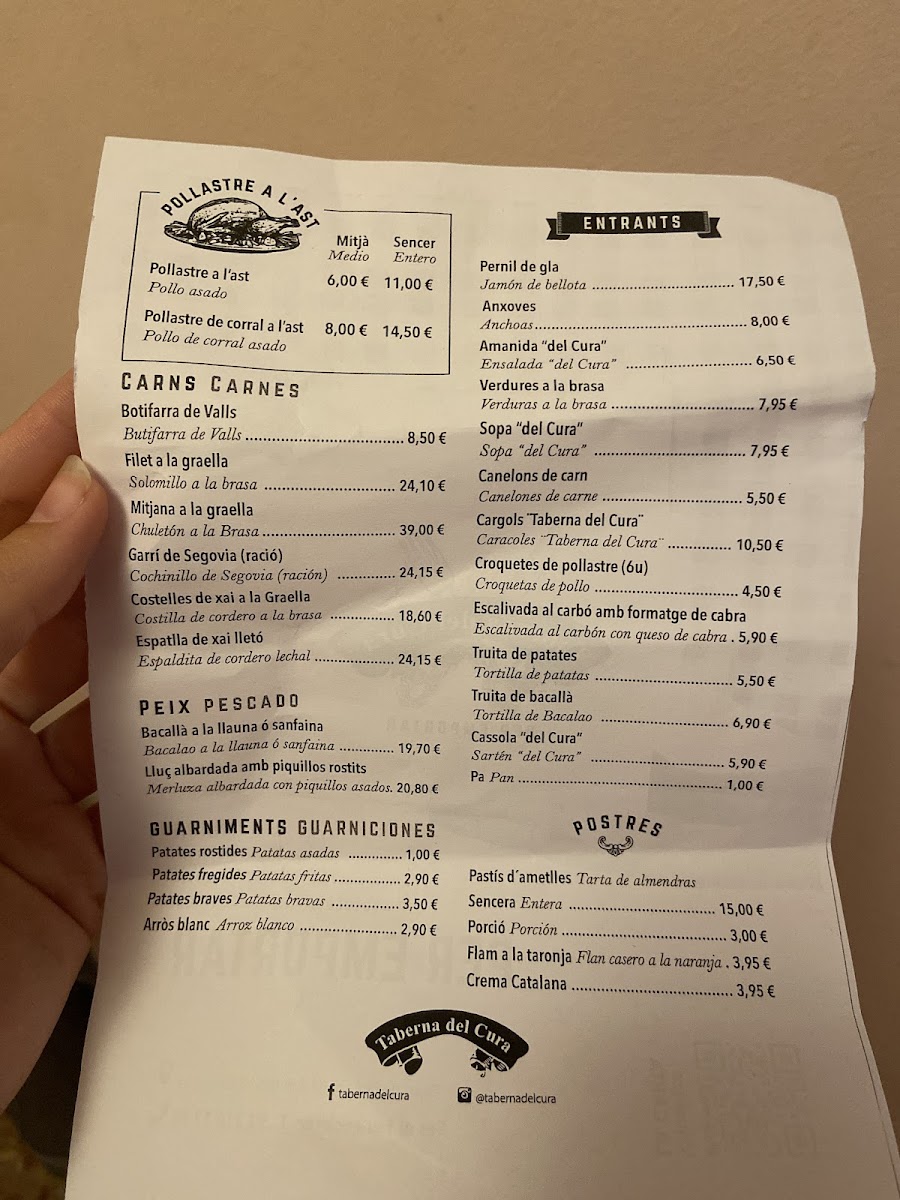 POLLASTRE A L'AST
Mitjà Sencer
Medio Entero
Pollastre a l'ast 6,00 € 11,00 €
Pollo asado
Pollastre de corral a l'ast 8,00 € 14,50 €
Pollo de corral asado
CARNS CARNES
Botifarra de Valls
Butifarra de Valls ................................... 8,50 €
Filet a la graella
Solomillo a la brasa ............................. 24,10 €
Mitjana a la graella
Chuletón a la Brasa .............................. 39,00 €
Garrí de Segovia (ració)
Cochinillo de Segovia (ración) ............. 24,15 €
Costelles de xai a la Graella
Costilla de cordero a la brasa .............. 18,60 €
Espatlla de xai lletó
Espaldita de cordero lechal .................. 24,15 €
PEIX PESCADO
Bacallà a la llauna ó sanfaina
Bacalao a la llauna ó sanfaina ............ 19,70 €
Lluç albardada amb piquillos rostits
Merluza albardada con piquillos asados. 20,80 €
GUARNIMENTS GUARNICIONES
Patates rostides Patatas asadas ............ 1,00 €
Patates fregides Patatas fritas .............. 2,90 €
Patates braves Patatas bravas ............... 3,50 €
Arròs blanc Arroz blanco ..................... 2,90 €
ENTRANTS
Pernil de gla
Jamón de bellota ................................ 17,50 €
Anxoves
Anchoas............................................... 8,00 €
Amanida "del Cura"
Ensalada "del Cura" ............................ 6,50 €
Verdures a la brasa
Verduras a la brasa ................................ 7,95 €
Sopa "del Cura"
Sopa "del Cura" .................................. 7,95 €
Canelons de carn
Canelones de carne ............................... 5,50 €
Cargols ¨Taberna del Cura¨
Caracoles ¨Taberna del Cura¨ .............. 10,50 €
Croquetes de pollastre (6u)
Croquetas de pollo ................................ 4,50 €
Escalivada al carbó amb formatge de cabra
Escalivada al carbón con queso de cabra . 5,90 €
Truita de patates
Tortilla de patatas ............................... 5,50 €
Truita de bacallà
Tortilla de Bacalao .............................. 6,90 €
Cassola "del Cura"
Sartén "del Cura" ............................... 5,90 €
Pa Pan ............................................... 1,00 €
POSTRES
Pastís d´ametlles Tarta de almendras
Sencera Entera ................................. 15,00 €
Porció Porción ..................................... 3,00 €
Flam a la taronja Flan casero a la naranja . 3,95 €
Crema Catalana .................................... 3,95 €
Taberna del Cura
f tabernadelcura
@tabernadelcura